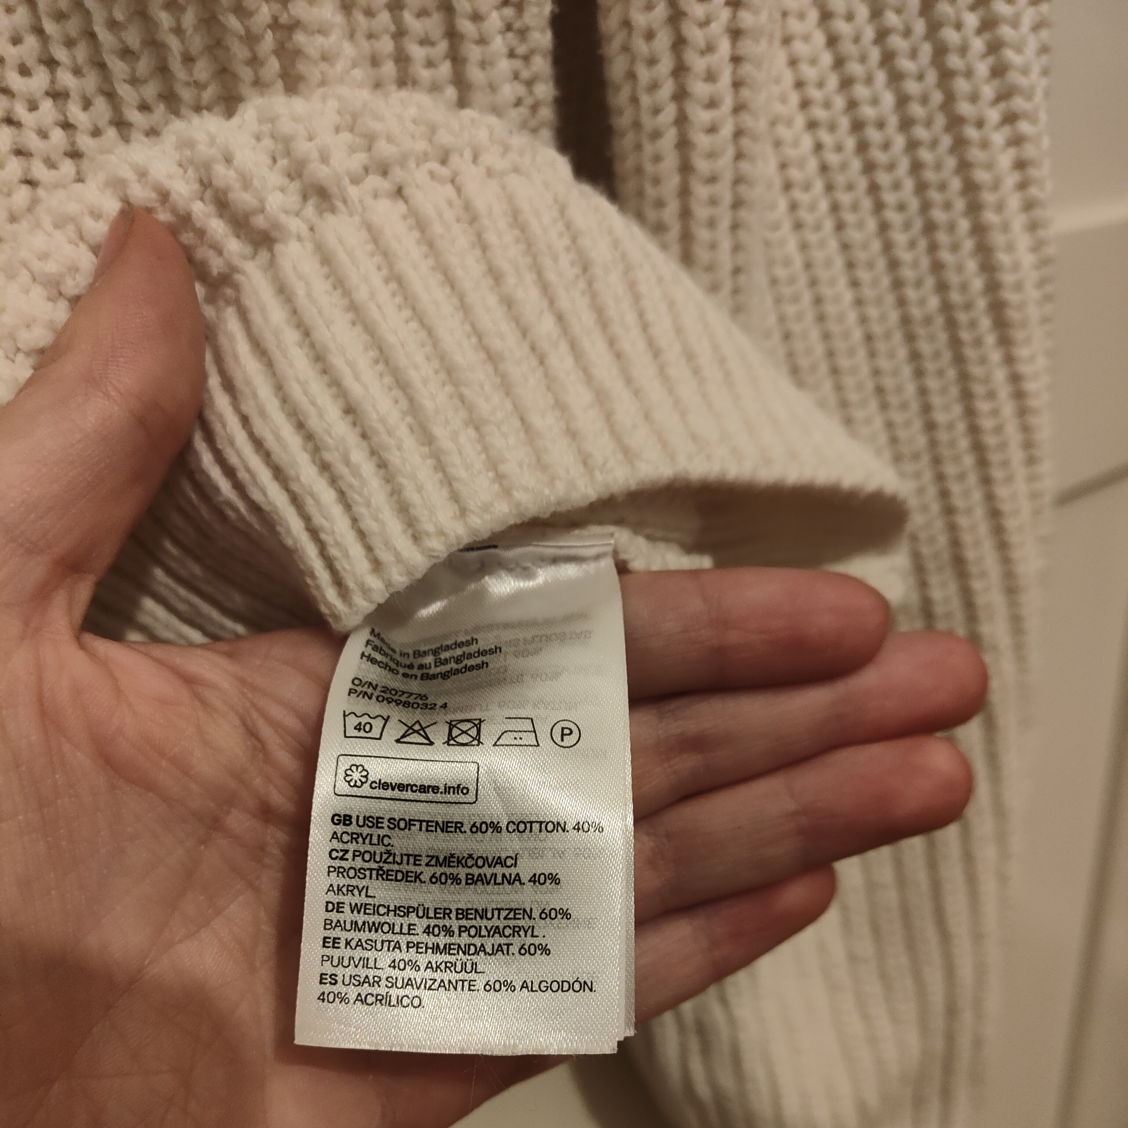 Made in Bangladesh
Fabriqué au Bangladesh
Hecho en Bangladesh
O/N 207776
P/N 0998032 4
40
P
clevercare.info
GB USE SOFTENER. 60% COTTON. 40%
ACRYLIC.
CZ POUŽIJTE ZMĚKČOVACÍ
PROSTŘEDEK. 60% BAVLNA. 40%
AKRYL.
DE WEICHSPÜLER BENUTZEN. 60%
BAUMWOLLE. 40% POLYACRYL .
EE KASUTA PEHMENDAJAT. 60%
PUUVILL. 40% AKRÜÜL.
ES USAR SUAVIZANTE. 60% ALGODÓN.
40% ACRÍLICO.